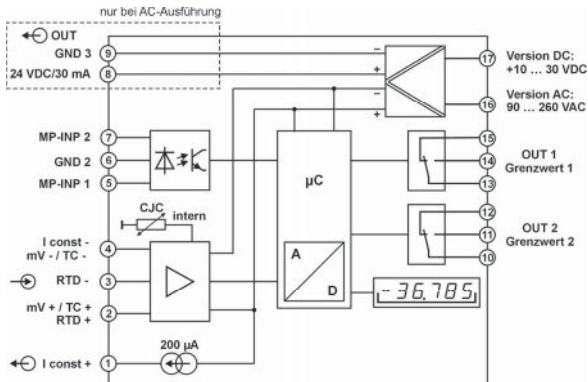 nur bei AC-Ausführung
OUT
GND 3
9
24 VDC/30 mA
8
−
+
−
+
17
Version DC:
+10 ... 30 VDC
16
Version AC:
90 ... 260 VAC
MP-INP 2
7
GND 2
6
MP-INP 1
5
µC
15
14
13
OUT 1
Grenzwert 1
12
11
10
OUT 2
Grenzwert 2
CJC
intern
I const -
mV - / TC -
4
RTD -
3
mV + / TC +
RTD +
2
A
D
-36.785
200 µA
I const +
1